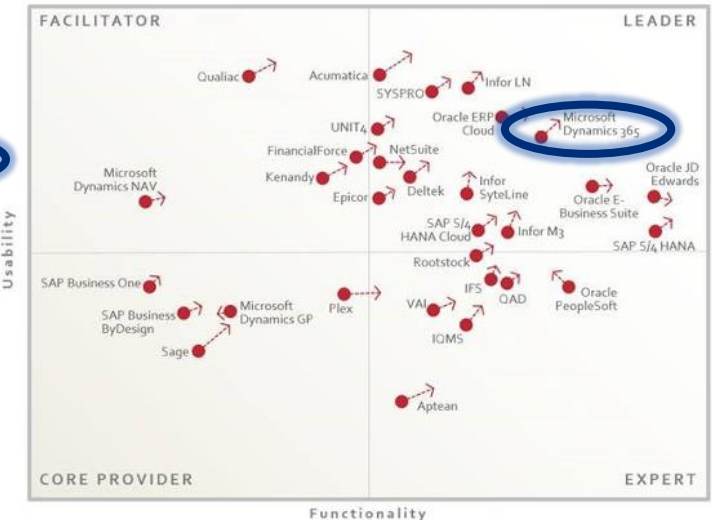 FACILITATOR
LEADER
Qualiac
Acumatica
SYSPRO
Infor LN
Oracle ERP
Cloud
Microsoft
Dynamics 365
UNIT4
FinancialForce
NetSuite
Kenandy
Deltek
Microsoft
Dynamics NAV
Epicor
Infor
SyteLine
Oracle E-
Business Suite
Oracle JD
Edwards
SAP S/4
HANA Cloud
Infor M3
SAP S/4 HANA
Usability
Rootstock
SAP Business One
SAP Business
ByDesign
Microsoft
Dynamics GP
Sage
Plex
VAI
IFS
QAD
Oracle
PeopleSoft
IQMS
Aptean
CORE PROVIDER
EXPERT
Functionality